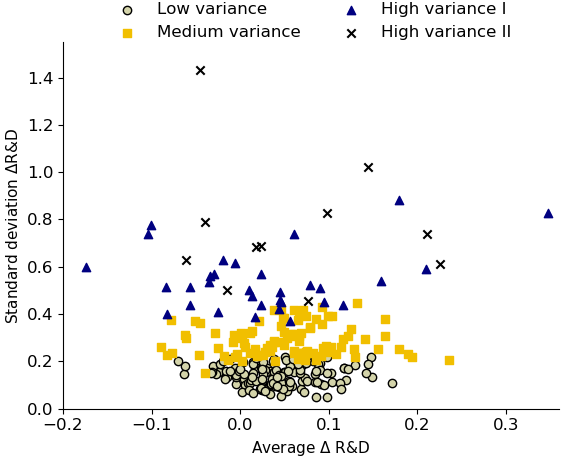 Low variance
Medium variance
High variance I
High variance II
Standard deviation ΔR&D
1.4
1.2
1.0
0.8
0.6
0.4
0.2
0.0
−0.2
−0.1
0.0
0.1
0.2
0.3
Average Δ R&D